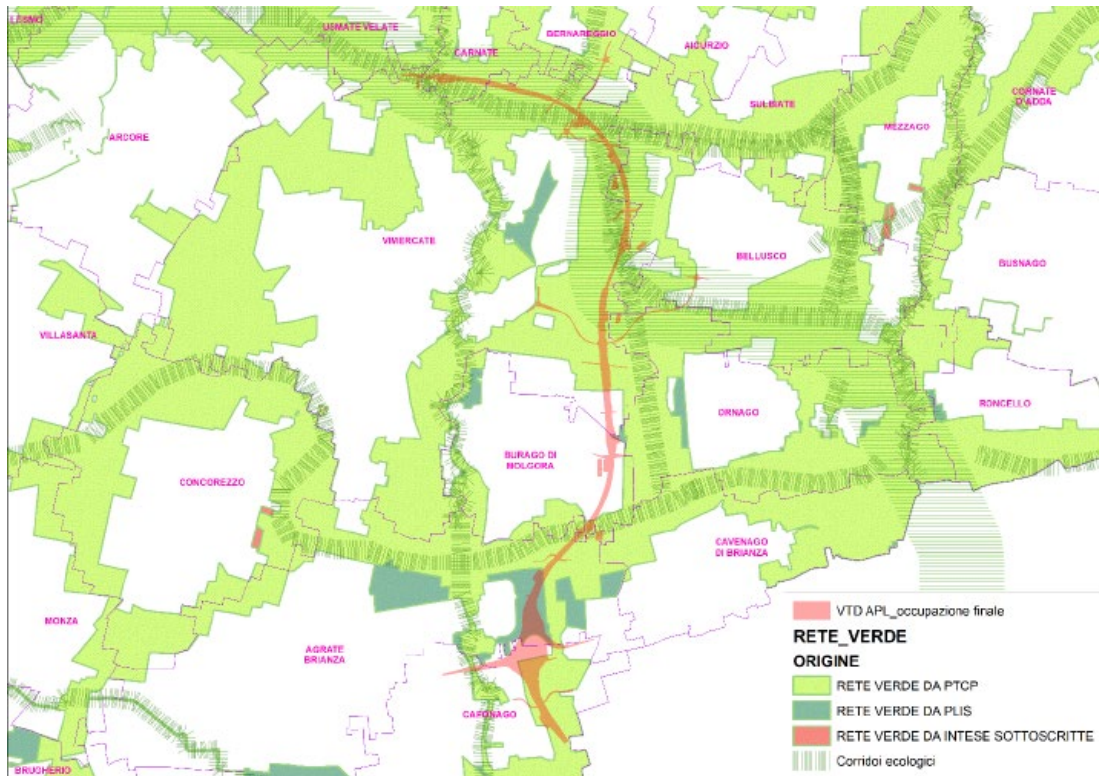 LESMO
USMATE VELATE
CARNATE
BERNAREGGIO
AICURZIO
SULBIATE
CORNATE
D'ADDA
MEZZAGO
ARCORE
VIMERCATE
BELLUSCO
BUSNAGO
VILLASANTA
ORNAGO
RONCELLO
BURAGO DI
MOLGORA
CONCOREZZO
CAVENAGO
DI BRIANZA
MONZA
AGRATE
BRIANZA
CAPONAGO
BRUGHERIO
VTD APL_occupazione finale
RETE_VERDE
ORIGINE
RETE VERDE DA PTCP
RETE VERDE DA PLIS
RETE VERDE DA INTESE SOTTOSCRITTE
Corridoi ecologici